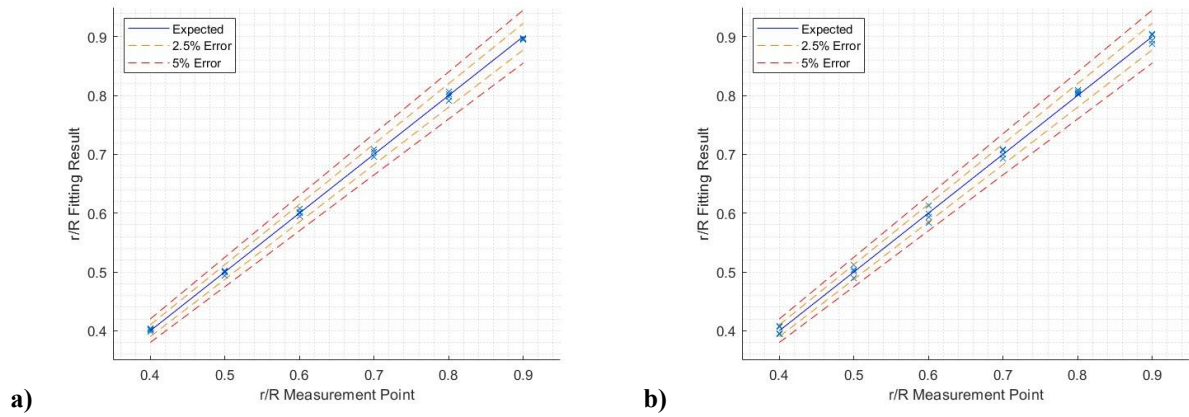 Expected
2.5% Error
5% Error
0.9
0.8
0.7
0.6
0.5
0.4
r/R Fitting Result
0.4 0.5 0.6 0.7 0.8 0.9
r/R Measurement Point
a)
Expected
2.5% Error
5% Error
0.9
0.8
0.7
0.6
0.5
0.4
r/R Fitting Result
0.4 0.5 0.6 0.7 0.8 0.9
r/R Measurement Point
b)